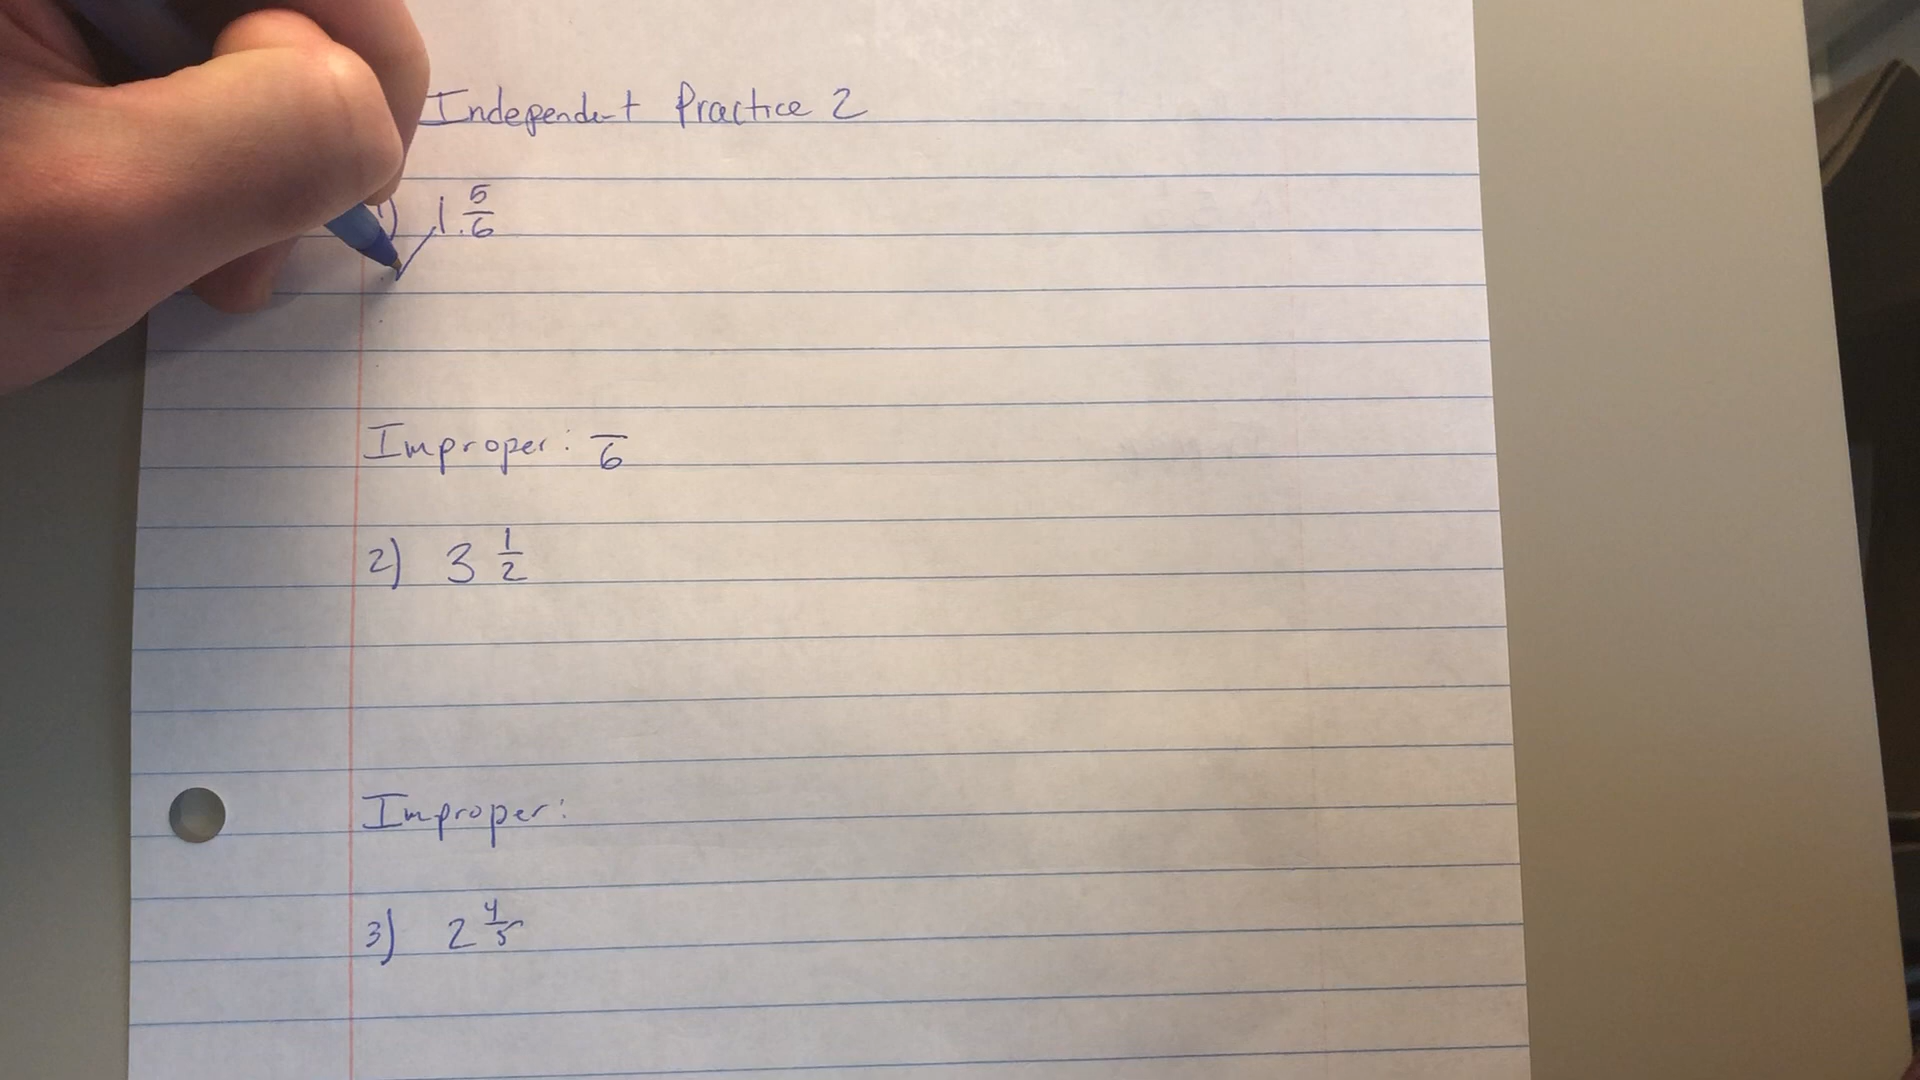 Independent Practice 2
1) 1 5/6
Improper: /6
2) 3 1/2
Improper:
3) 2 4/5